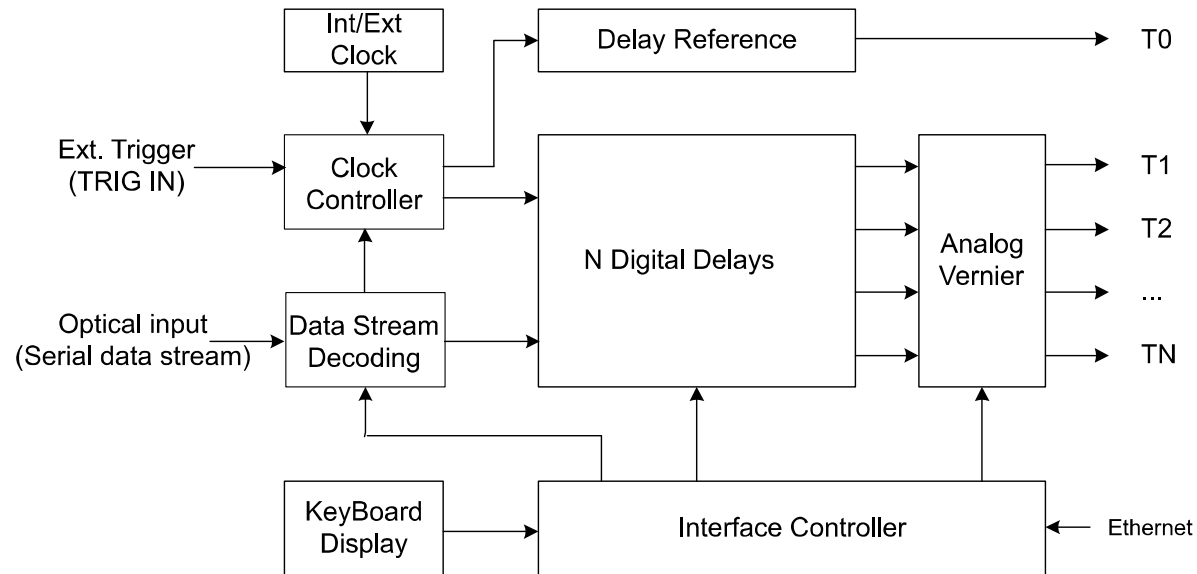 Int/Ext
Clock
Delay Reference
T0
Ext. Trigger
(TRIG IN)
Clock
Controller
N Digital Delays
Analog
Vernier
T1
T2
...
TN
Optical input
(Serial data stream)
Data Stream
Decoding
KeyBoard
Display
Interface Controller
Ethernet